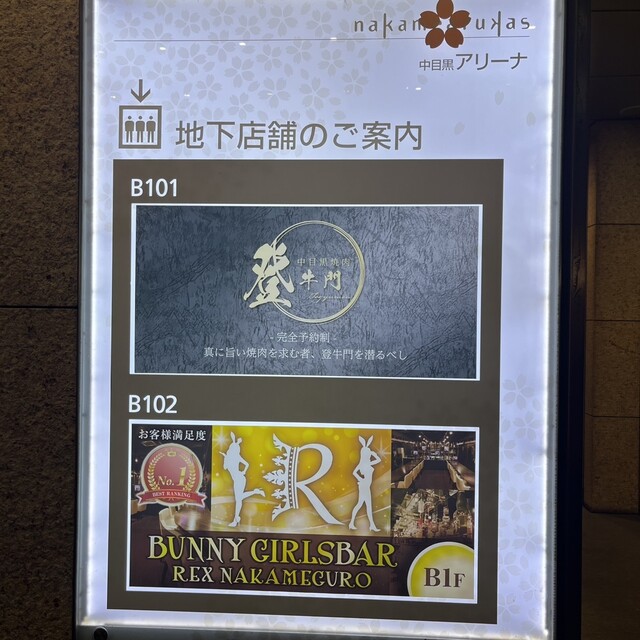 中目黒アリーナ
地下店舗のご案内
B101
中目黒焼肉
登牛門
- 完全予約制 -
真に旨い焼肉を求む者、登牛門を潜るべし
B102
お客様満足度
No.1
BEST RANKING
R
BUNNY GIRLSBAR
REX NAKAMEGURO
B1F